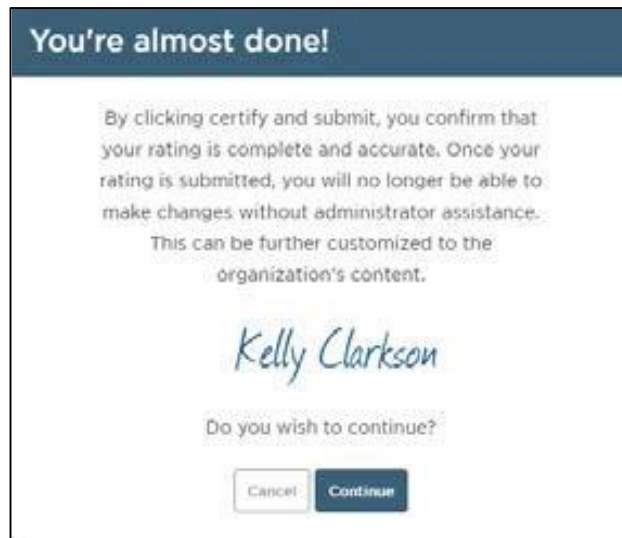 You're almost done!
By clicking certify and submit, you confirm that
your rating is complete and accurate. Once your
rating is submitted, you will no longer be able to
make changes without administrator assistance.
This can be further customized to the
organization's content.
Kelly Clarkson
Do you wish to continue?
Cancel Continue